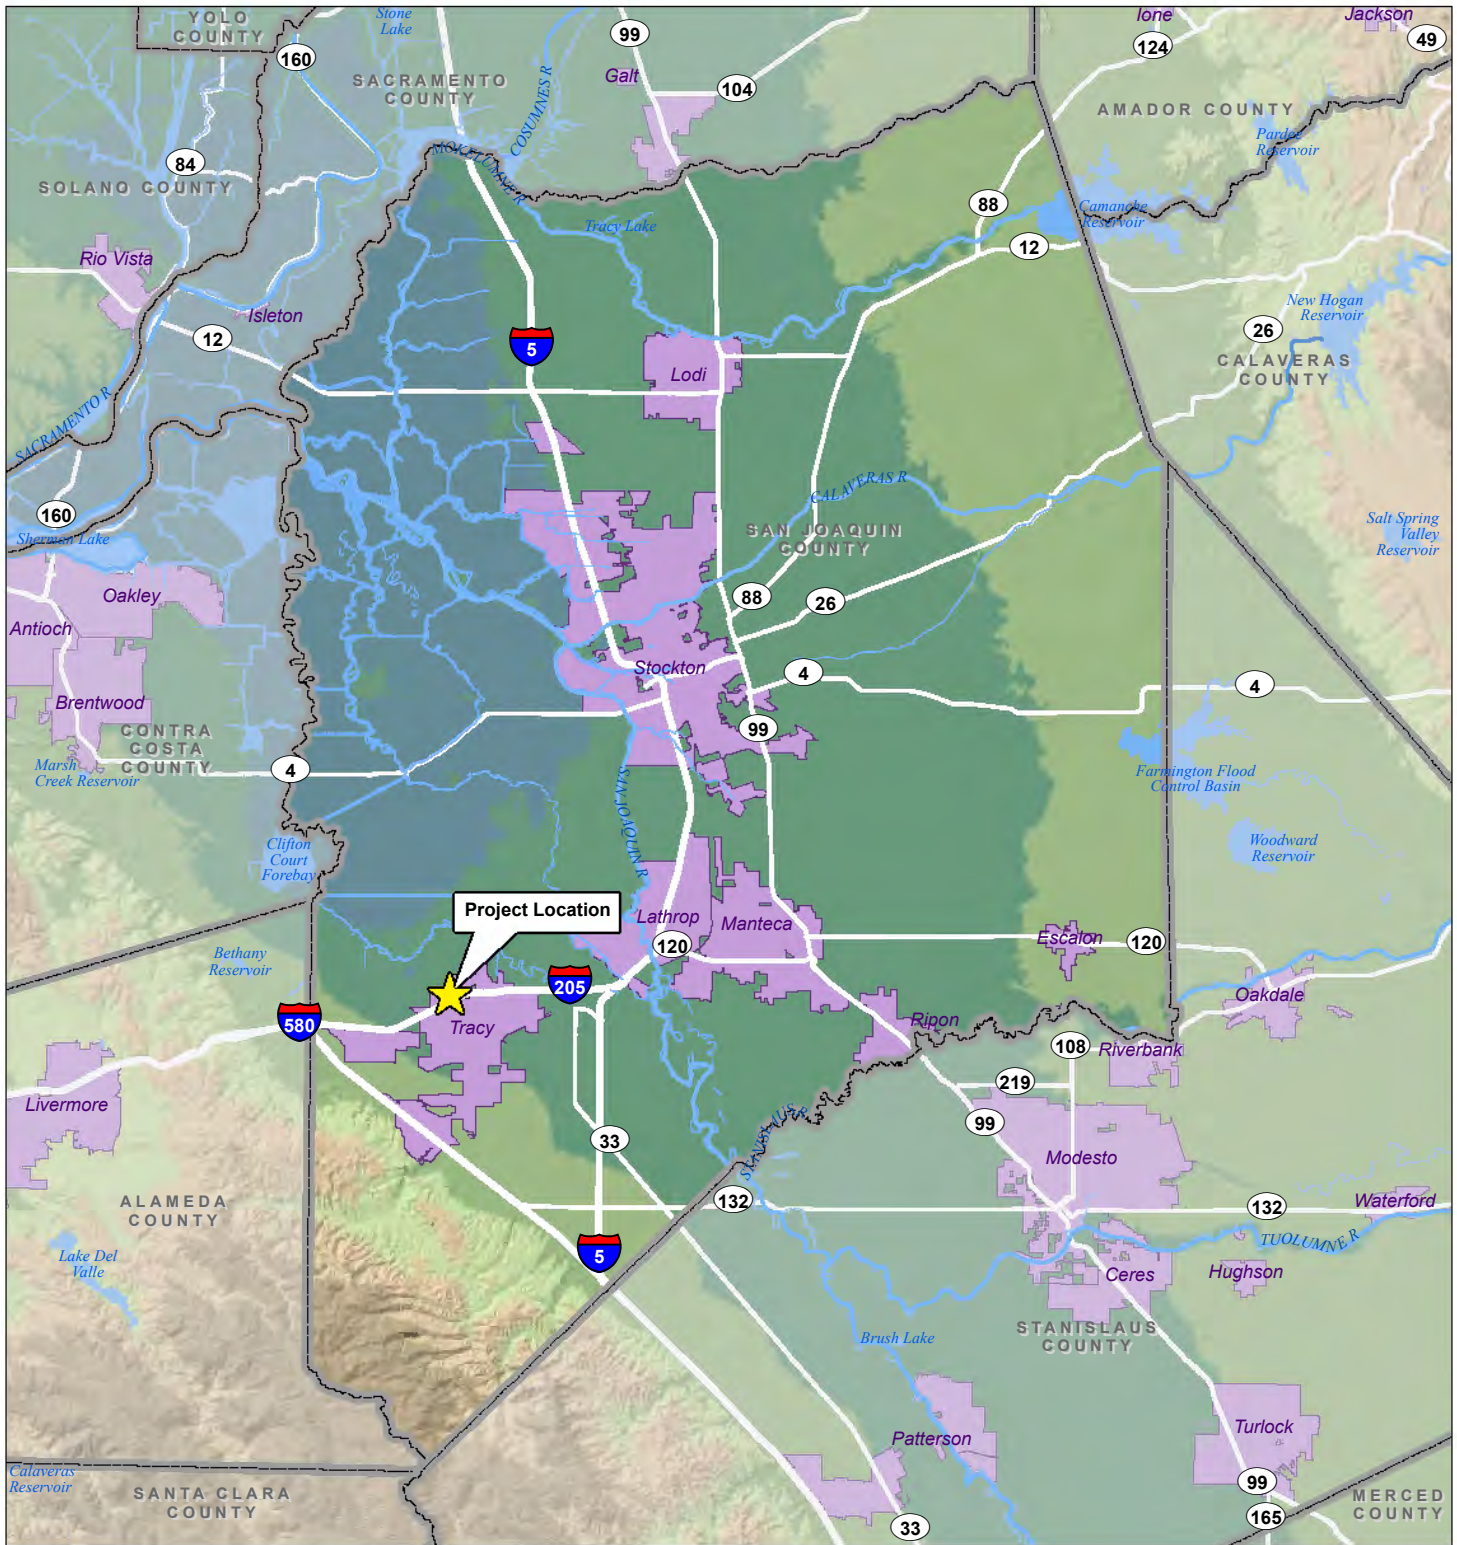 YOLO
COUNTY
Stone
Lake
99
Ione
Jackson
160
124
49
SACRAMENTO
COUNTY
Galt
104
COSUMNES R
AMADOR COUNTY
Pardee
Reservoir
84
MOKELUMNE R
SOLANO COUNTY
88
Camanche
Reservoir
Tracy Lake
12
Rio Vista
Isleton
12
New Hogan
Reservoir
26
5
CALAVERAS
COUNTY
Lodi
SACRAMENTO R
CALAVERAS R
160
Sherman Lake
SAN JOAQUIN
COUNTY
Salt Spring
Valley
Reservoir
Oakley
88
26
Antioch
Stockton
4
4
Brentwood
99
CONTRA
COSTA
COUNTY
Marsh
Creek Reservoir
4
SAN JOAQUIN R
Farmington Flood
Control Basin
Clifton
Court
Forebay
Woodward
Reservoir
Project Location
Lathrop
Manteca
120
Escalon
120
Bethany
Reservoir
205
Oakdale
580
Tracy
Ripon
108
Riverbank
219
Livermore
99
33
STANISLAUS R
Modesto
ALAMEDA
COUNTY
132
132
Waterford
Lake Del
Valle
5
TUOLUMNE R
Ceres
Hughson
Brush Lake
STANISLAUS
COUNTY
Patterson
Turlock
Calaveras
Reservoir
SANTA CLARA
COUNTY
99
MERCED
COUNTY
33
165